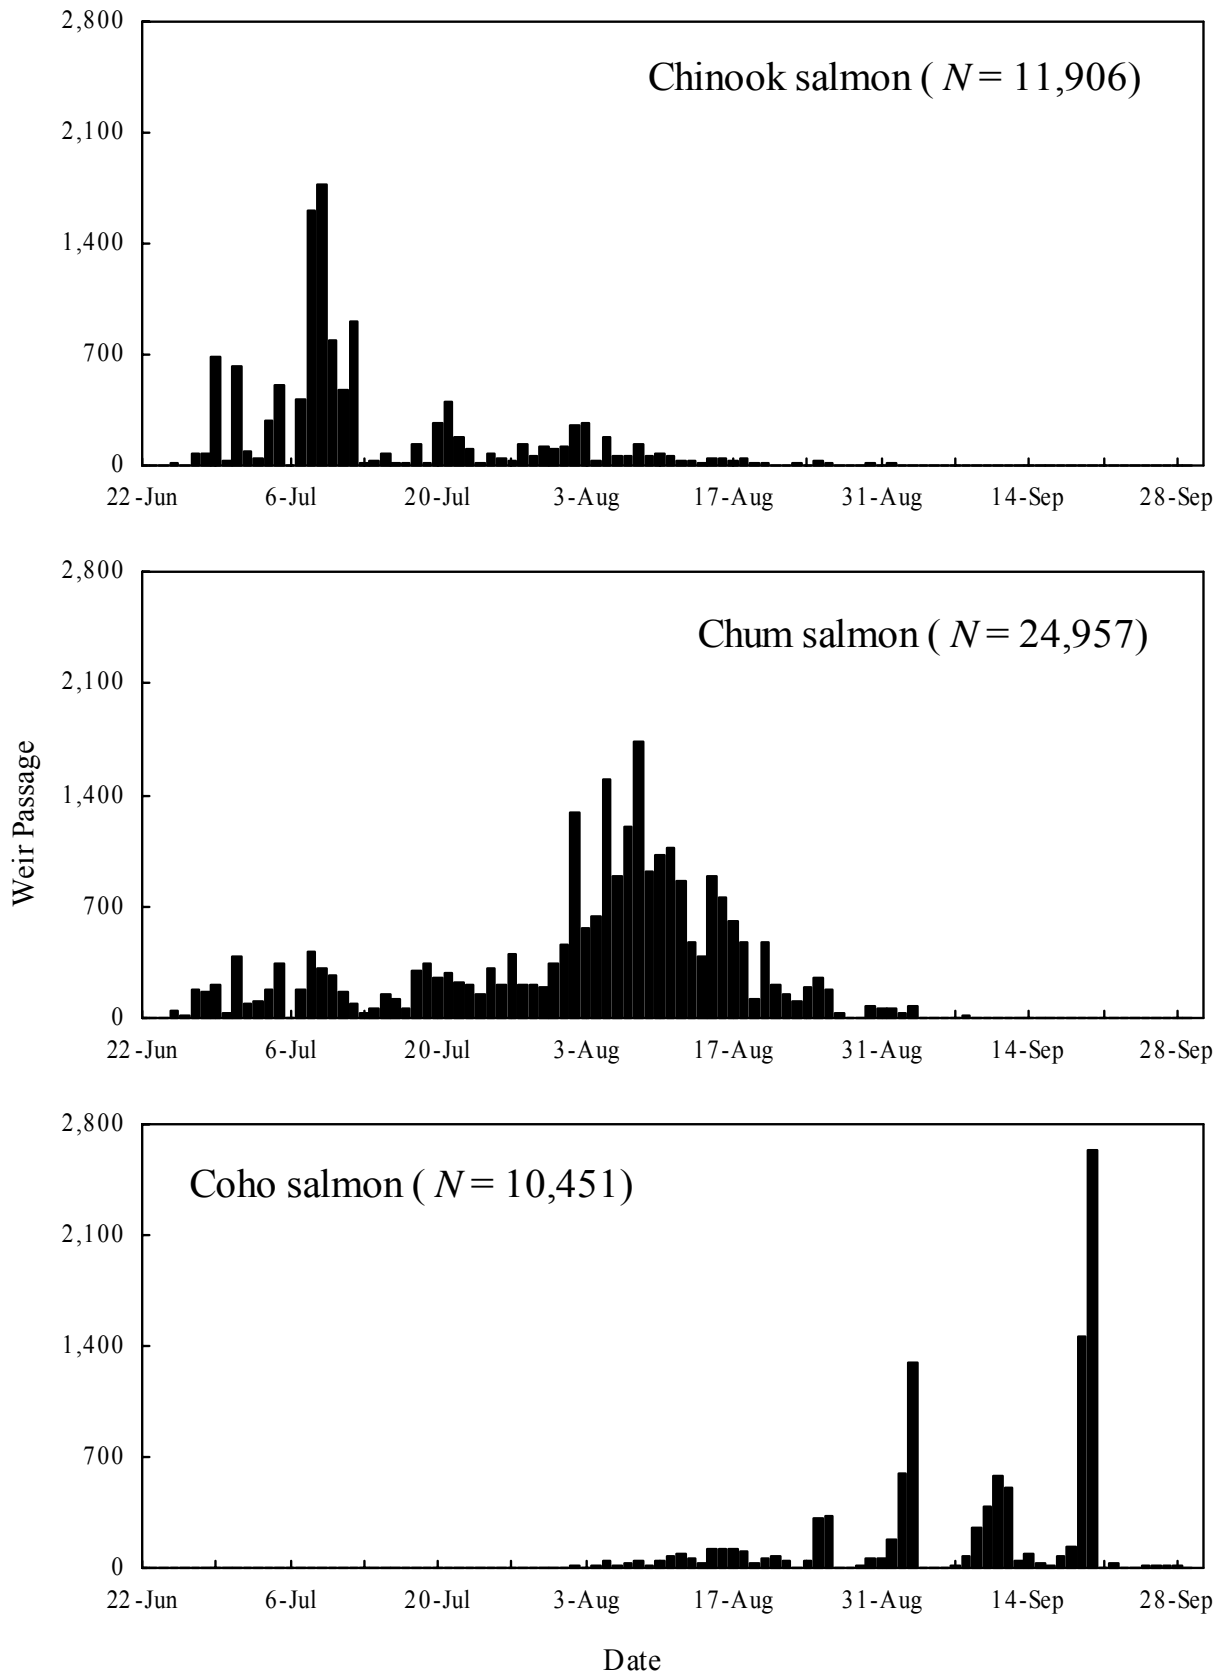 2,800
Chinook salmon ( N = 11,906)
2,100
1,400
700
0
22-Jun 6-Jul 20-Jul 3-Aug 17-Aug 31-Aug 14-Sep 28-Sep
2,800
Chum salmon ( N = 24,957)
2,100
Weir Passage
1,400
700
0
22-Jun 6-Jul 20-Jul 3-Aug 17-Aug 31-Aug 14-Sep 28-Sep
2,800
Coho salmon ( N = 10,451)
2,100
1,400
700
0
22-Jun 6-Jul 20-Jul 3-Aug 17-Aug 31-Aug 14-Sep 28-Sep
Date